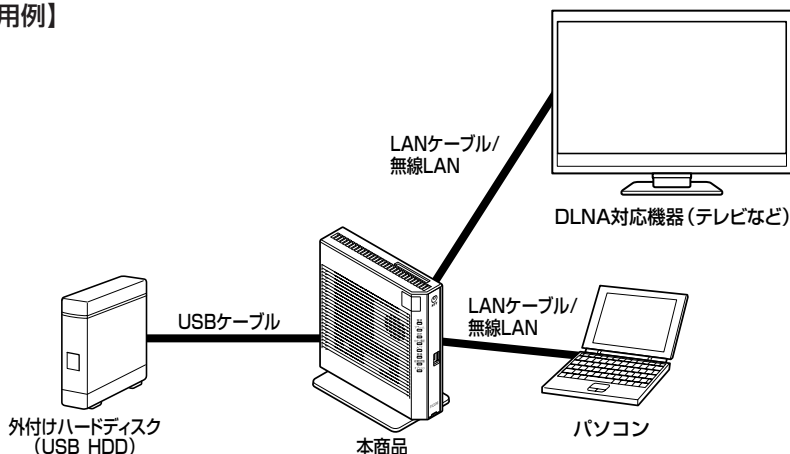 用例】
LANケーブル/
無線LAN
DLNA対応機器(テレビなど)
USBケーブル
LANケーブル/
無線LAN
外付けハードディスク
(USB HDD)
本商品
パソコン